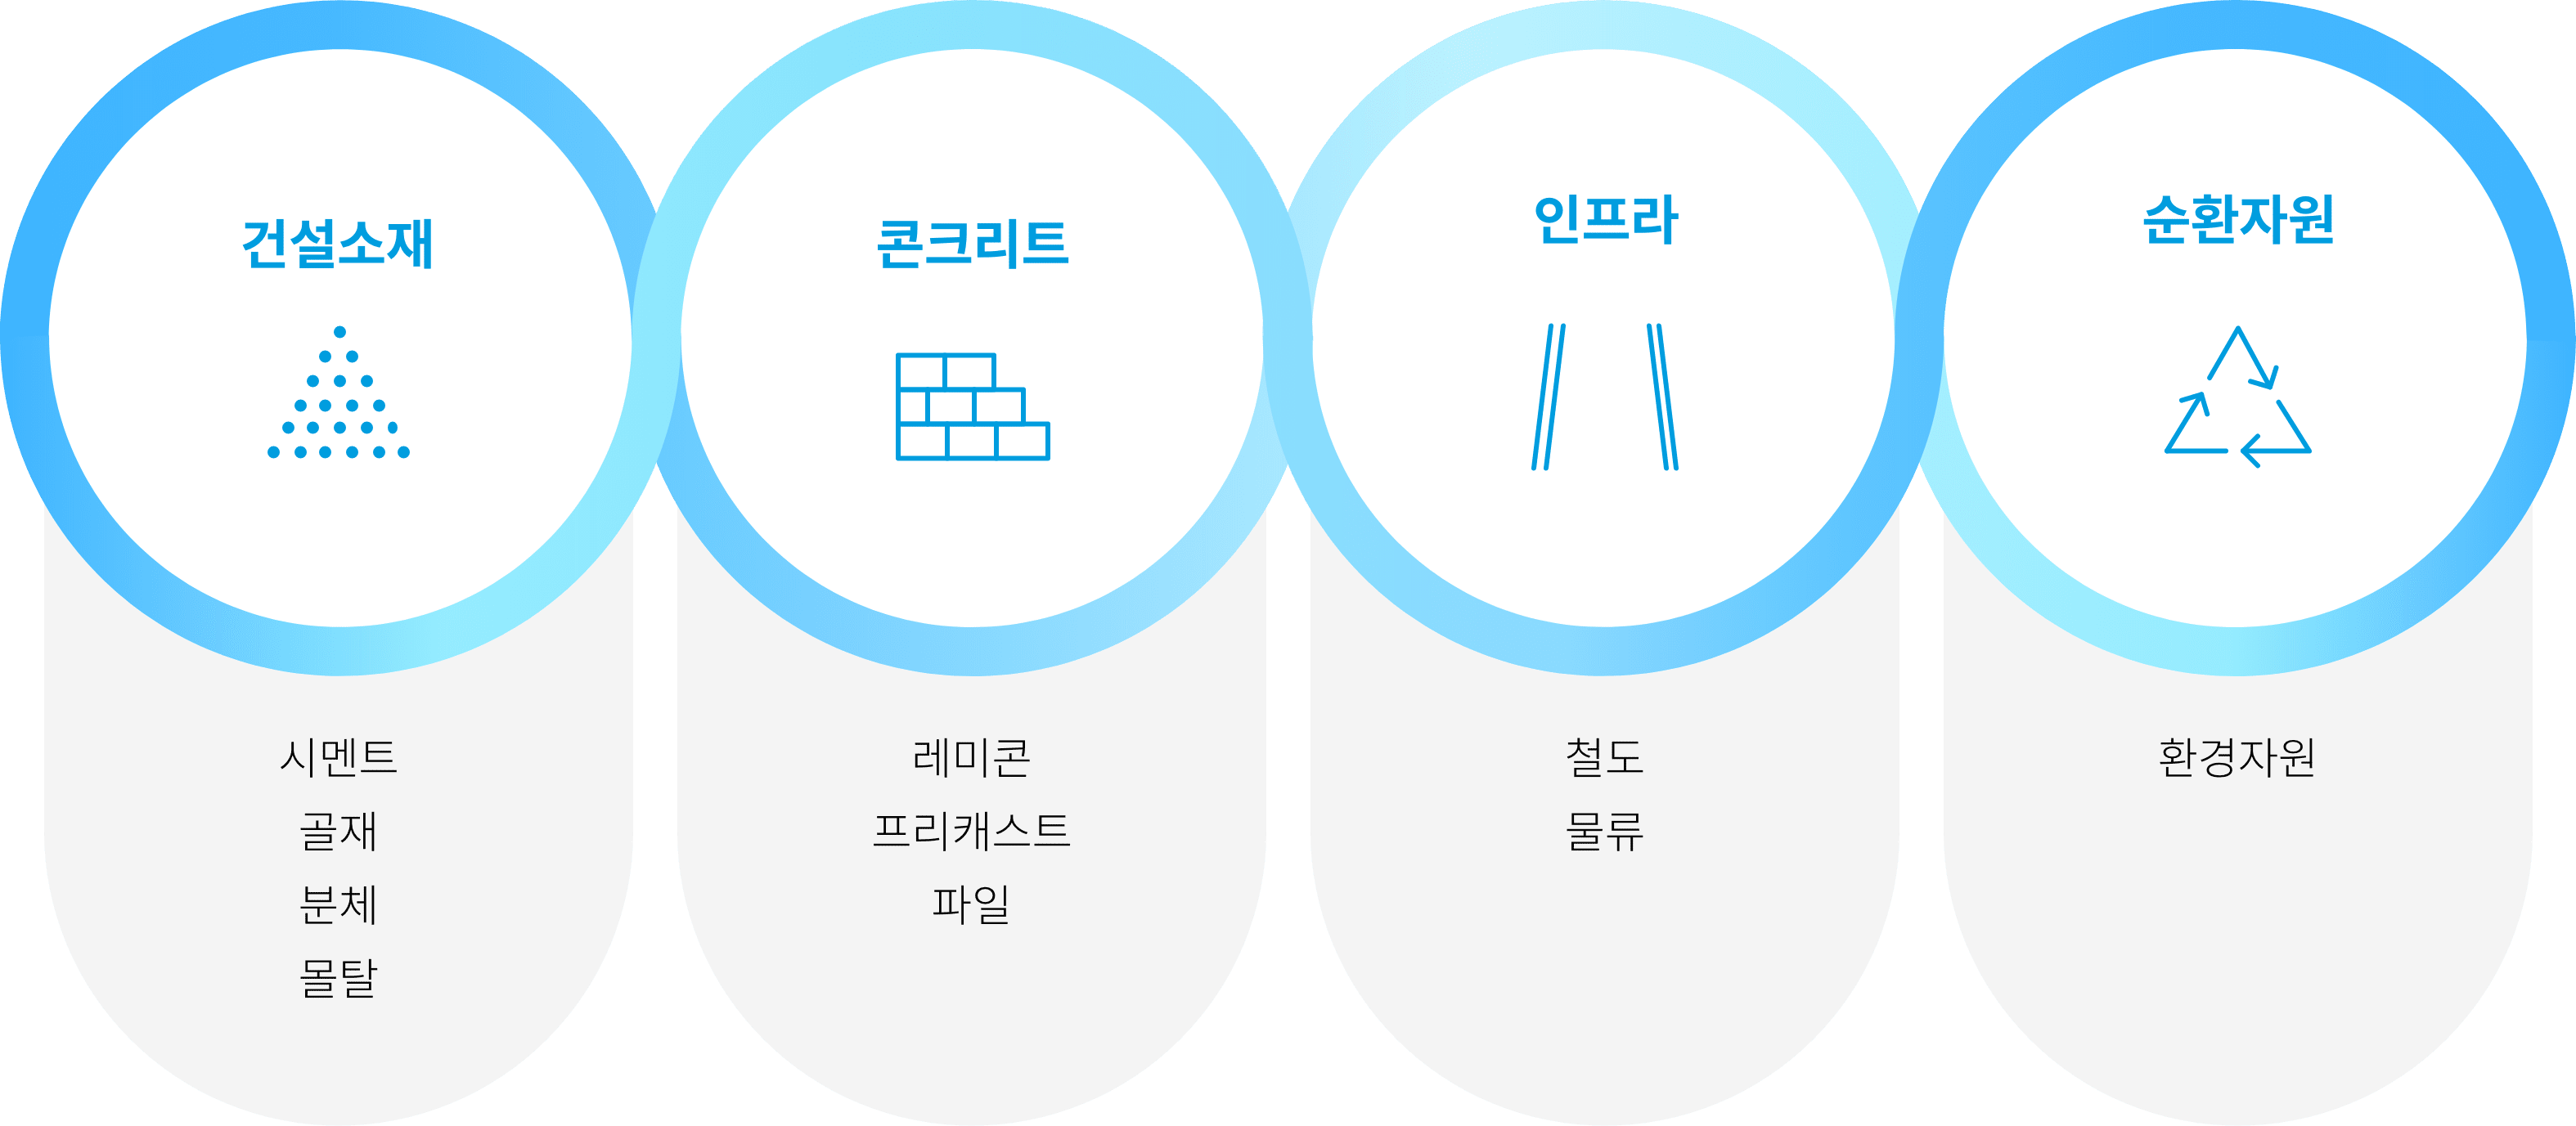 건설소재
시멘트
골재
분체
몰탈
콘크리트
레미콘
프리캐스트
파일
인프라
철도
물류
순환자원
환경자원